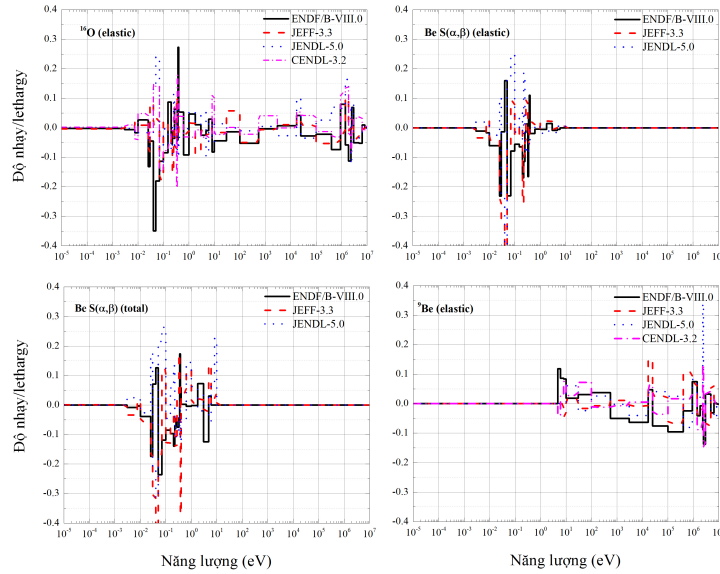 ¹⁶O (elastic)
ENDF/B-VIII.0
JEFF-3.3
JENDL-5.0
CENDL-3.2
Độ nhạy/lethargy
0.4
0.3
0.2
0.1
0.0
-0.1
-0.2
-0.3
-0.4
10⁻⁵ 10⁻⁴ 10⁻³ 10⁻² 10⁻¹ 10⁰ 10¹ 10² 10³ 10⁴ 10⁵ 10⁶ 10⁷
Be S(α,β) (elastic)
ENDF/B-VIII.0
JEFF-3.3
JENDL-5.0
0.4
0.3
0.2
0.1
0.0
-0.1
-0.2
-0.3
-0.4
10⁻⁵ 10⁻⁴ 10⁻³ 10⁻² 10⁻¹ 10⁰ 10¹ 10² 10³ 10⁴ 10⁵ 10⁶ 10
Be S(α,β) (total)
ENDF/B-VIII.0
JEFF-3.3
JENDL-5.0
Độ nhạy/lethargy
0.4
0.3
0.2
0.1
0.0
-0.1
-0.2
-0.3
-0.4
10⁻⁵ 10⁻⁴ 10⁻³ 10⁻² 10⁻¹ 10⁰ 10¹ 10² 10³ 10⁴ 10⁵ 10⁶ 10⁷
Năng lượng (eV)
⁹Be (elastic)
ENDF/B-VIII.0
JEFF-3.3
JENDL-5.0
CENDL-3.2
0.4
0.3
0.2
0.1
0.0
-0.1
-0.2
-0.3
-0.4
10⁻⁵ 10⁻⁴ 10⁻³ 10⁻² 10⁻¹ 10⁰ 10¹ 10² 10³ 10⁴ 10⁵ 10⁶ 10
Năng lượng (eV)